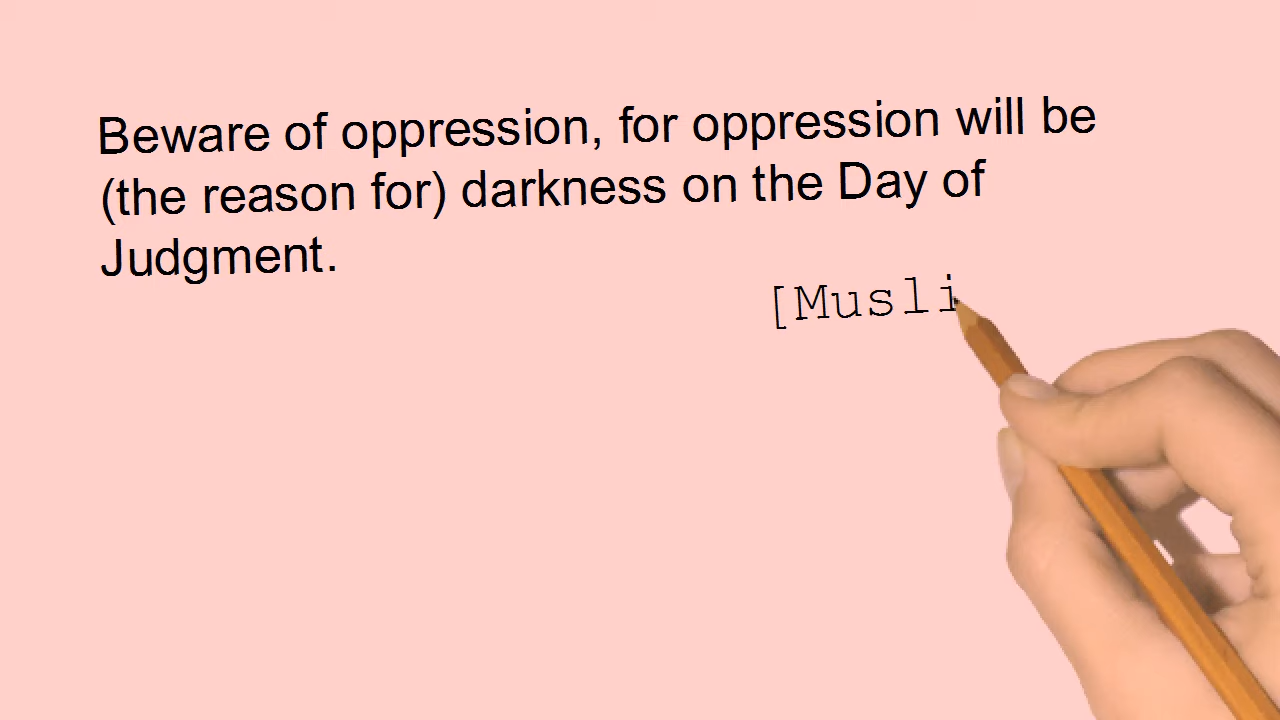 Beware of oppression, for oppression will be
(the reason for) darkness on the Day of
Judgment.
[Musli